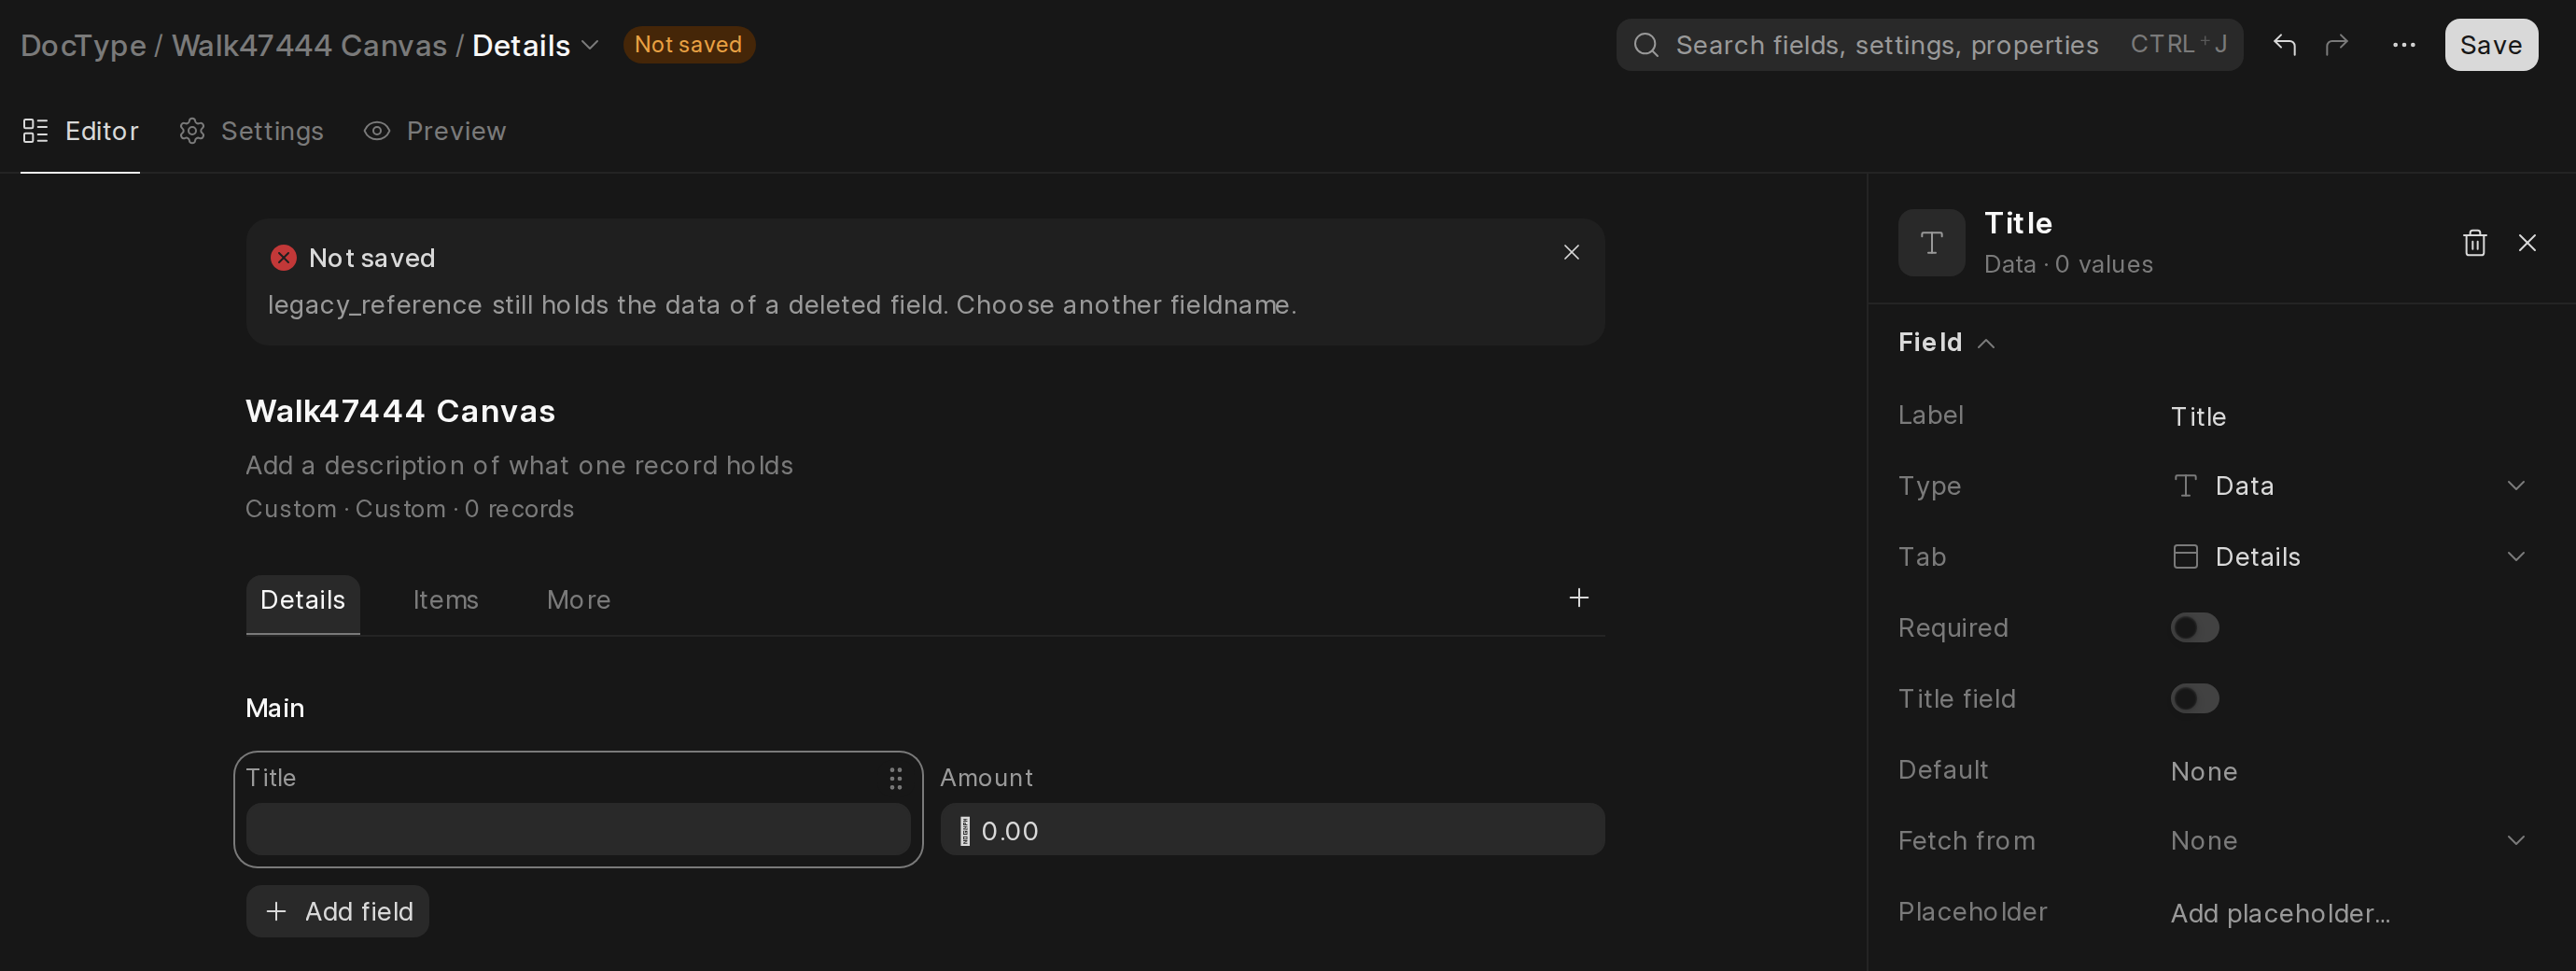 DocType / Walk47444 Canvas / Details Not saved
Search fields, settings, properties CTRL+J
Save
Editor Settings Preview
Not saved
legacy_reference still holds the data of a deleted field. Choose another fieldname.
Walk47444 Canvas
Add a description of what one record holds
Custom · Custom · 0 records
Details Items More
Main
Title
Amount
0.00
Add field
Title
Data · 0 values
Field
Label Title
Type Data
Tab Details
Required
Title field
Default None
Fetch from None
Placeholder Add placeholder...